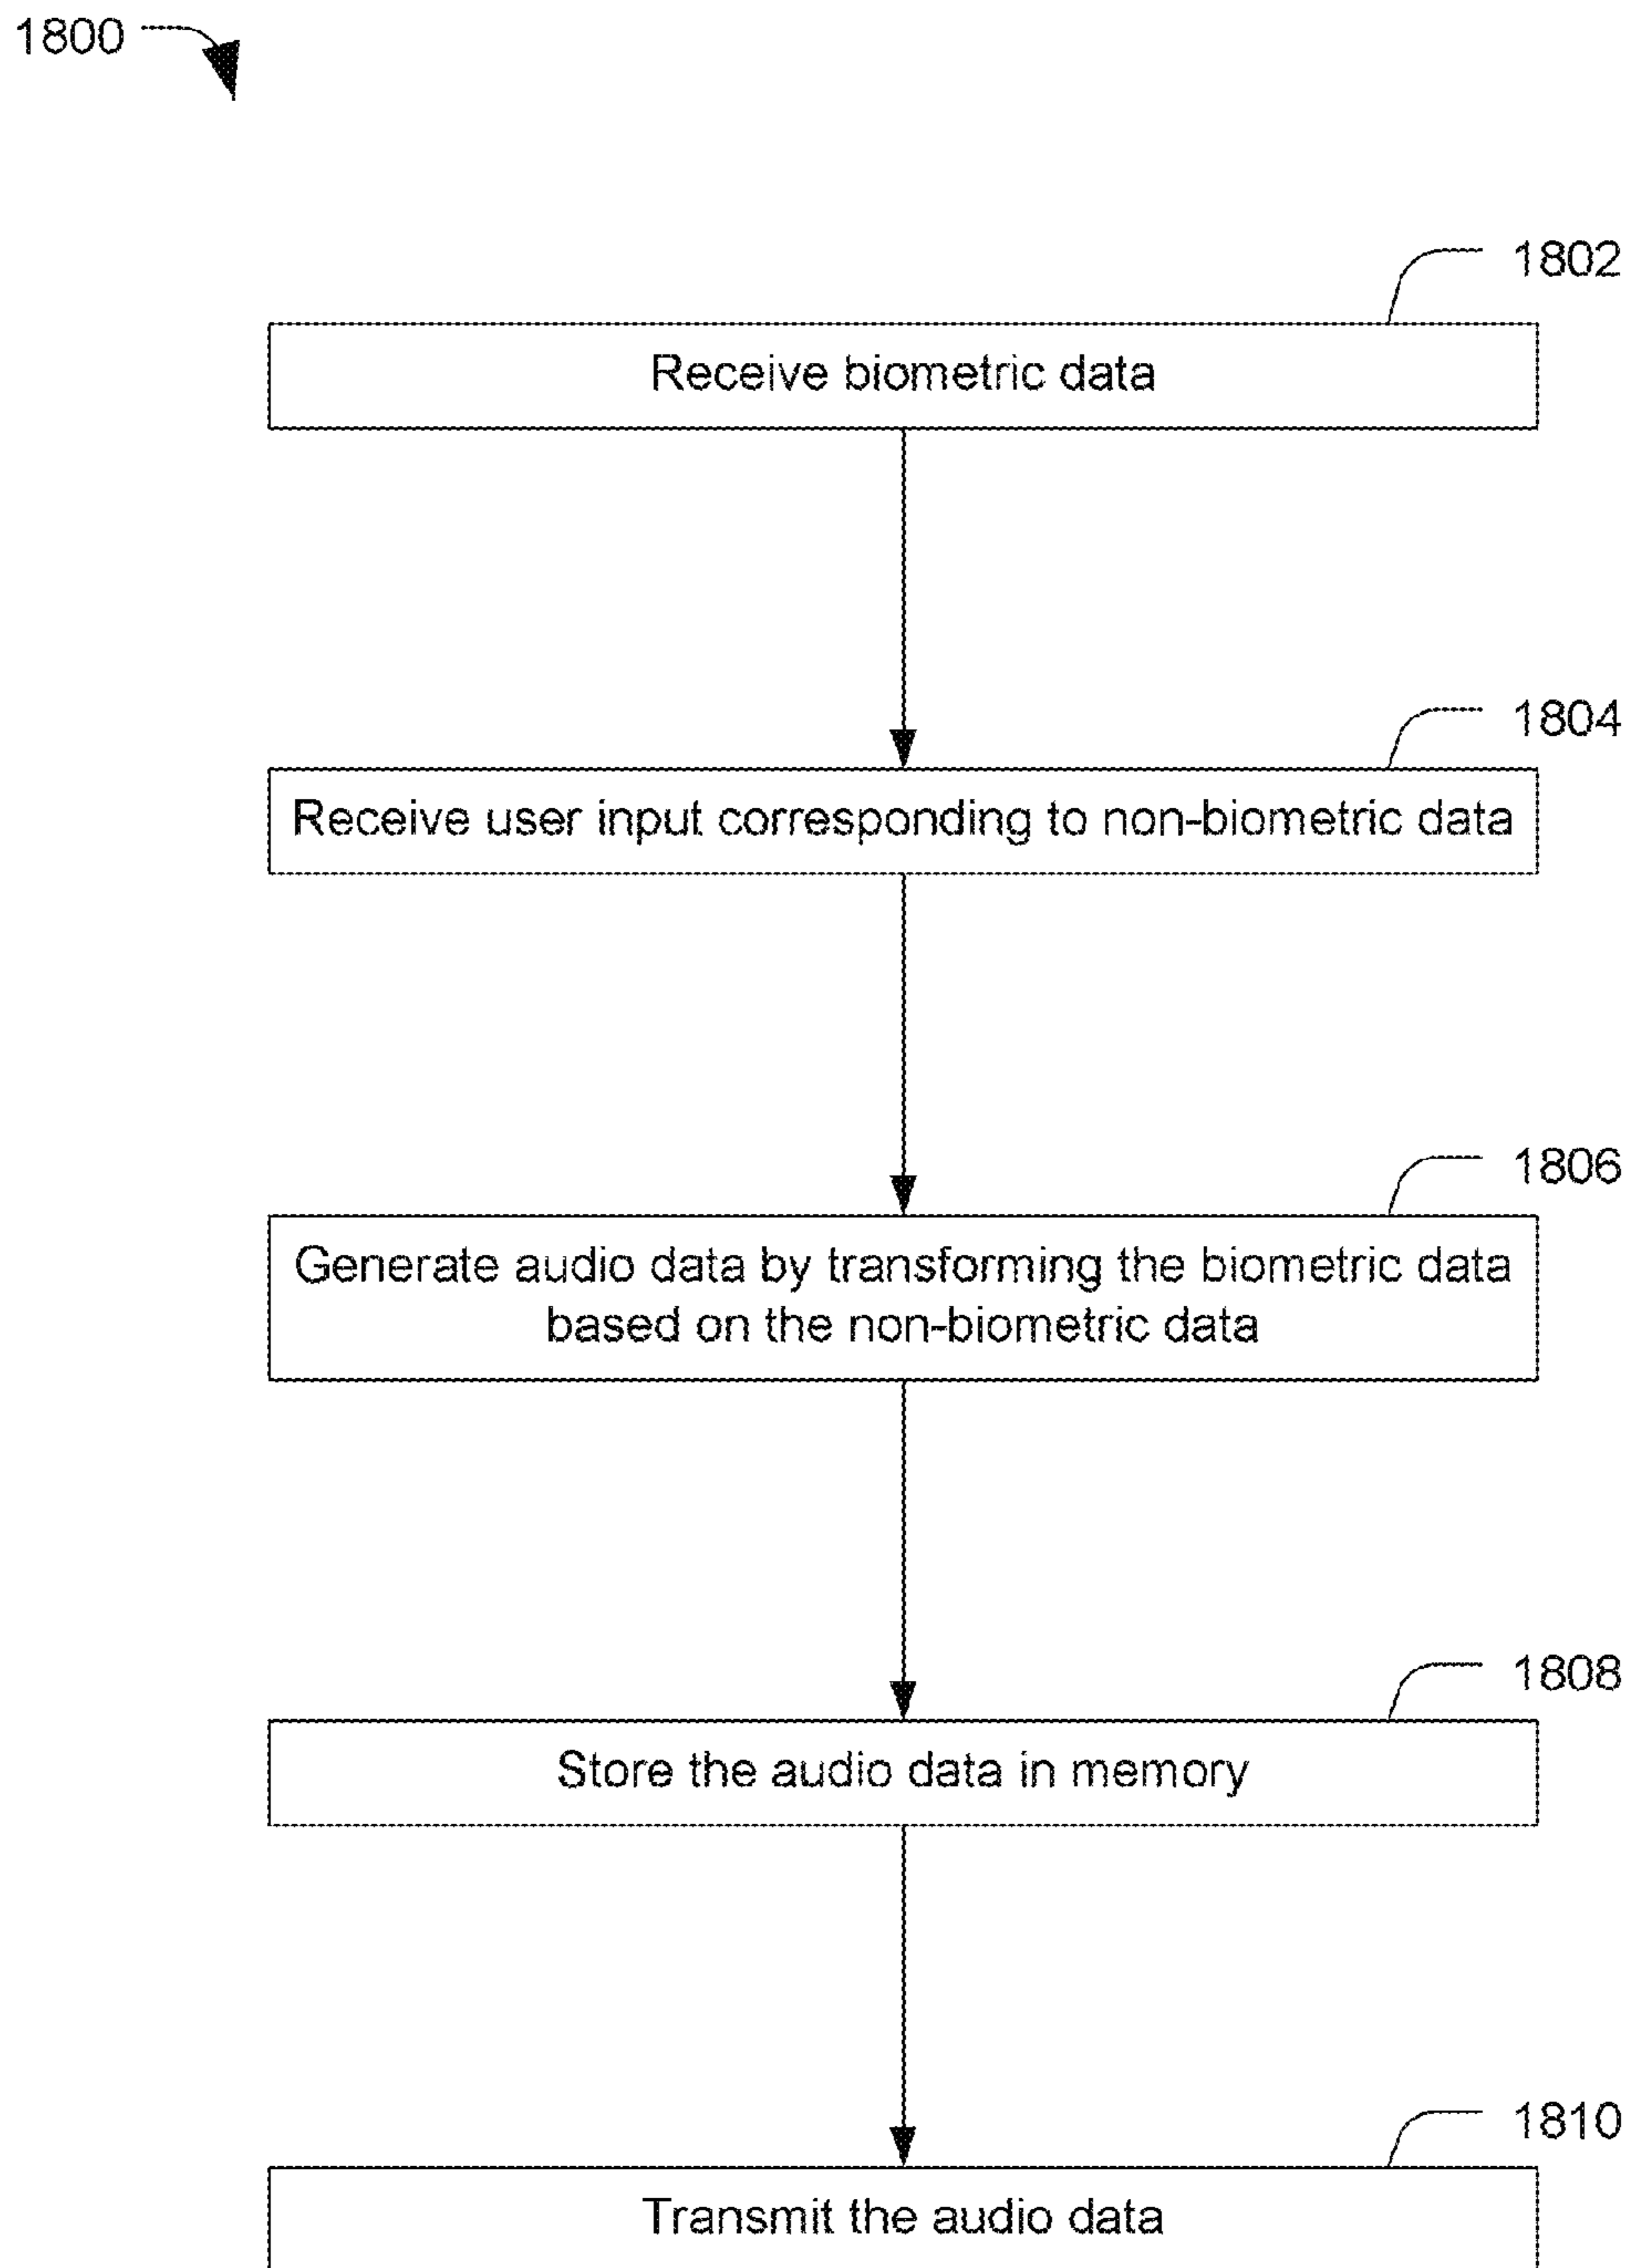 1800
1802
Receive biometric data
1804
Receive user input corresponding to non-biometric data
1806
Generate audio data by transforming the biometric data
based on the non-biometric data
1808
Store the audio data in memory
1810
Transmit the audio data